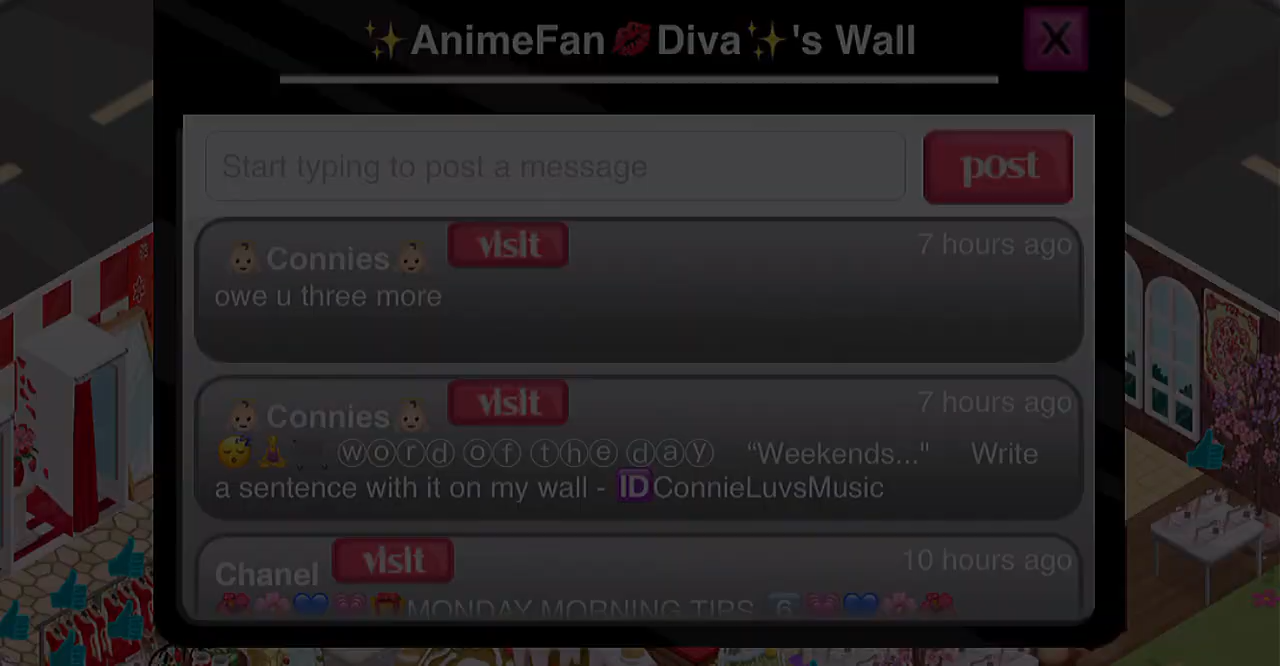 ✨AnimeFan💋Diva✨'s Wall
X
Start typing to post a message
post
👶Connies👶 visit 7 hours ago
owe u three more
👶Connies👶 visit 7 hours ago
😴🧘 ⓦⓞⓡⓓ ⓞⓕ ⓣⓗⓔ ⓓⓐⓨ “Weekends..." Write
a sentence with it on my wall - 🆔ConnieLuvsMusic
Chanel visit 10 hours ago
MONDAY MORNING TIPS 6